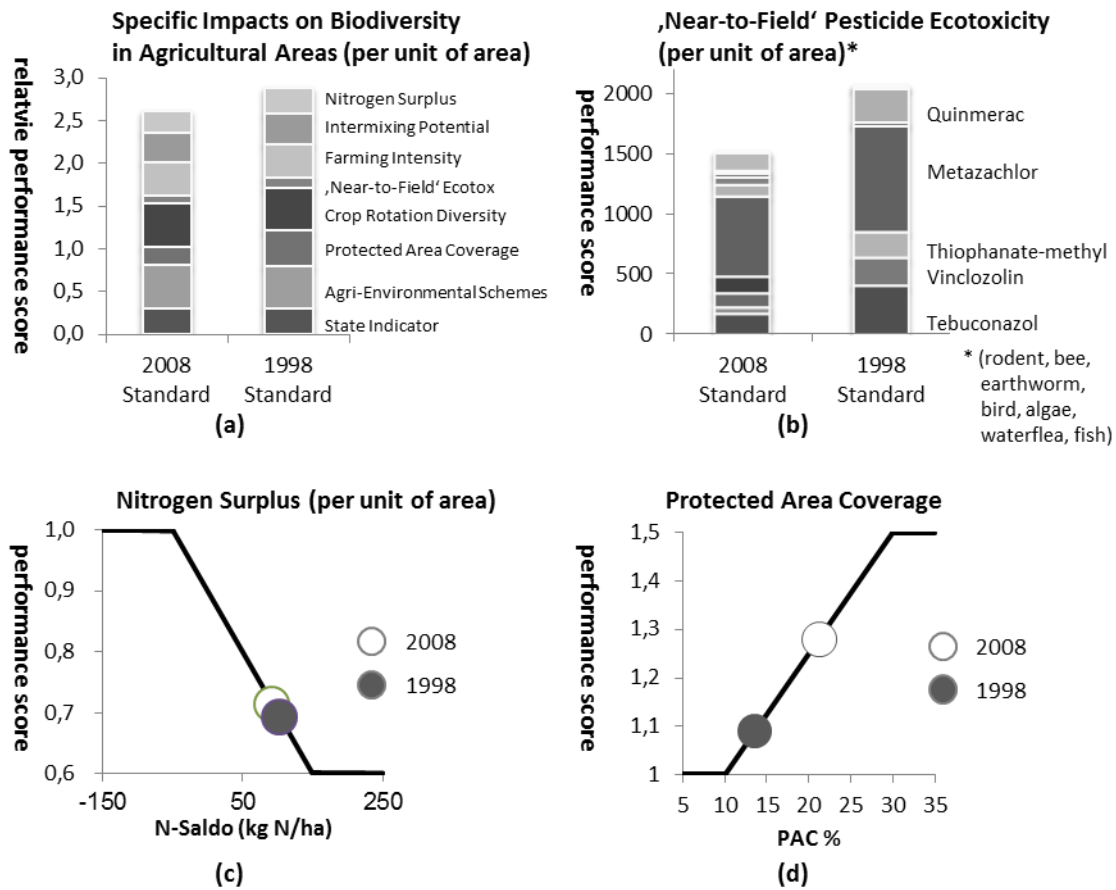 Specific Impacts on Biodiversity
in Agricultural Areas (per unit of area)
relatvie performance score
3,0
2,5
2,0
1,5
1,0
0,5
0,0
Nitrogen Surplus
Intermixing Potential
Farming Intensity
‚Near-to-Field‘ Ecotox
Crop Rotation Diversity
Protected Area Coverage
Agri-Environmental Schemes
State Indicator
2008
Standard
1998
Standard
(a)
‚Near-to-Field‘ Pesticide Ecotoxicity
(per unit of area)*
performance score
2000
1500
1000
500
0
Quinmerac
Metazachlor
Thiophanate-methyl
Vinclozolin
Tebuconazol
2008
Standard
1998
Standard
* (rodent, bee,
earthworm,
bird, algae,
waterflea, fish)
(b)
Nitrogen Surplus (per unit of area)
performance score
1,0
0,9
0,8
0,7
0,6
-150
50
250
N-Saldo (kg N/ha)
2008
1998
(c)
Protected Area Coverage
performance score
1,5
1,4
1,3
1,2
1,1
1
5
10
15
20
25
30
35
PAC %
2008
1998
(d)